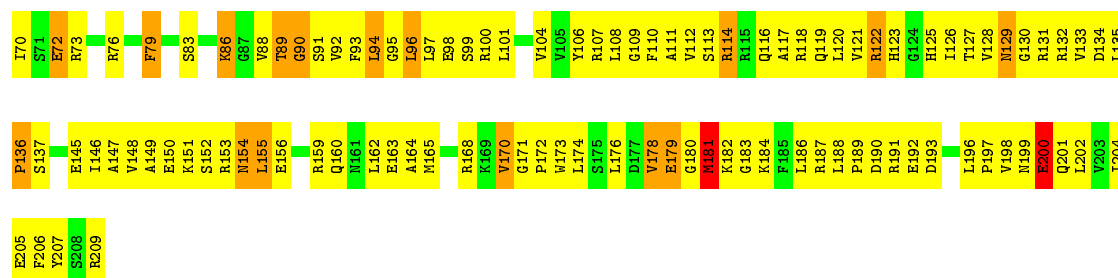 I70 S71 E72 R73 R76 F79 S83 K86 G87 V88 T89 G90 S91 V92 F93 L94 G95 L96 L97 E98 S99 R100 L101 V104 V105 Y106 R107 L108 G109 F110 A111 V112 S113 R114 R115 Q116 A117 R118 Q119 L120 V121 R122 H123 G124 H125 I126 T127 V128 N129 G130 R131 R132 V133 D134 L135
P136 S137 E145 I146 A147 V148 A149 E150 K151 S152 R153 N154 L155 E156 R159 Q160 N161 L162 E163 A164 M165 R168 K169 V170 G171 P172 W173 L174 S175 L176 D177 V178 E179 G180 M181 K182 G183 K184 F185 L186 R187 L188 P189 D190 R191 E192 D193 L196 P197 V198 N199 E200 Q201 L202 V203 I204
E205 F206 Y207 S208 R209